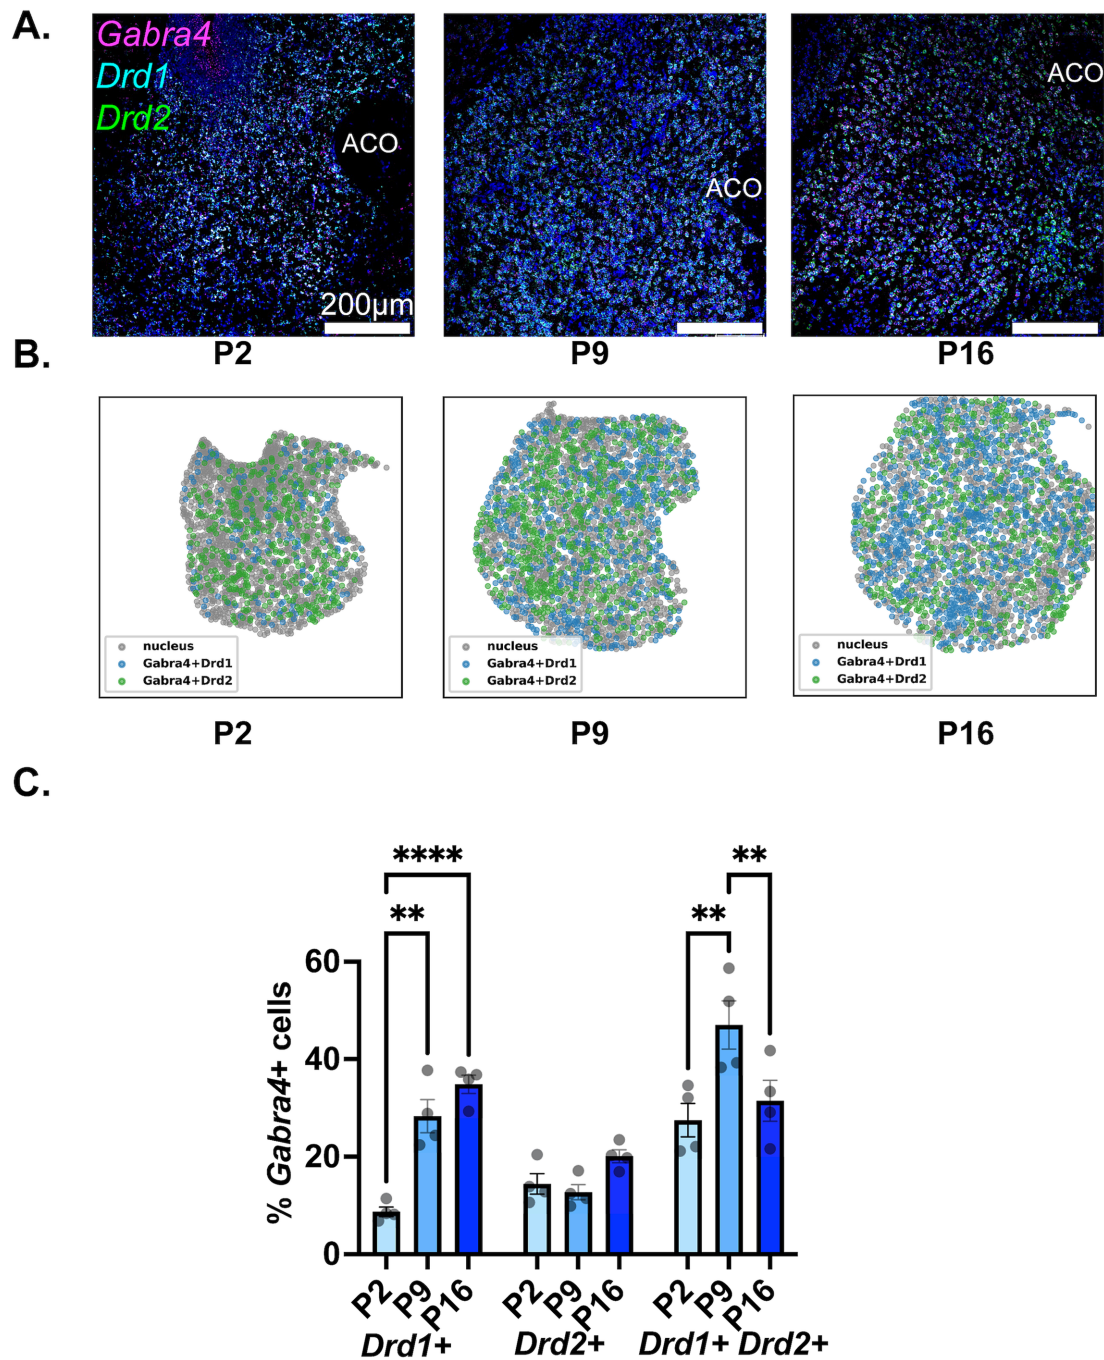 A.
Gabra4
Drd1
Drd2
ACO
200µm
ACO
ACO
P2
P9
P16
B.
nucleus
Gabra4+Drd1
Gabra4+Drd2
nucleus
Gabra4+Drd1
Gabra4+Drd2
nucleus
Gabra4+Drd1
Gabra4+Drd2
P2
P9
P16
C.
****
**
**
**
% Gabra4+ cells
60
40
20
0
P2
P9
P16
P2
P9
P16
P2
P9
P16
Drd1+
Drd2+
Drd1+ Drd2+